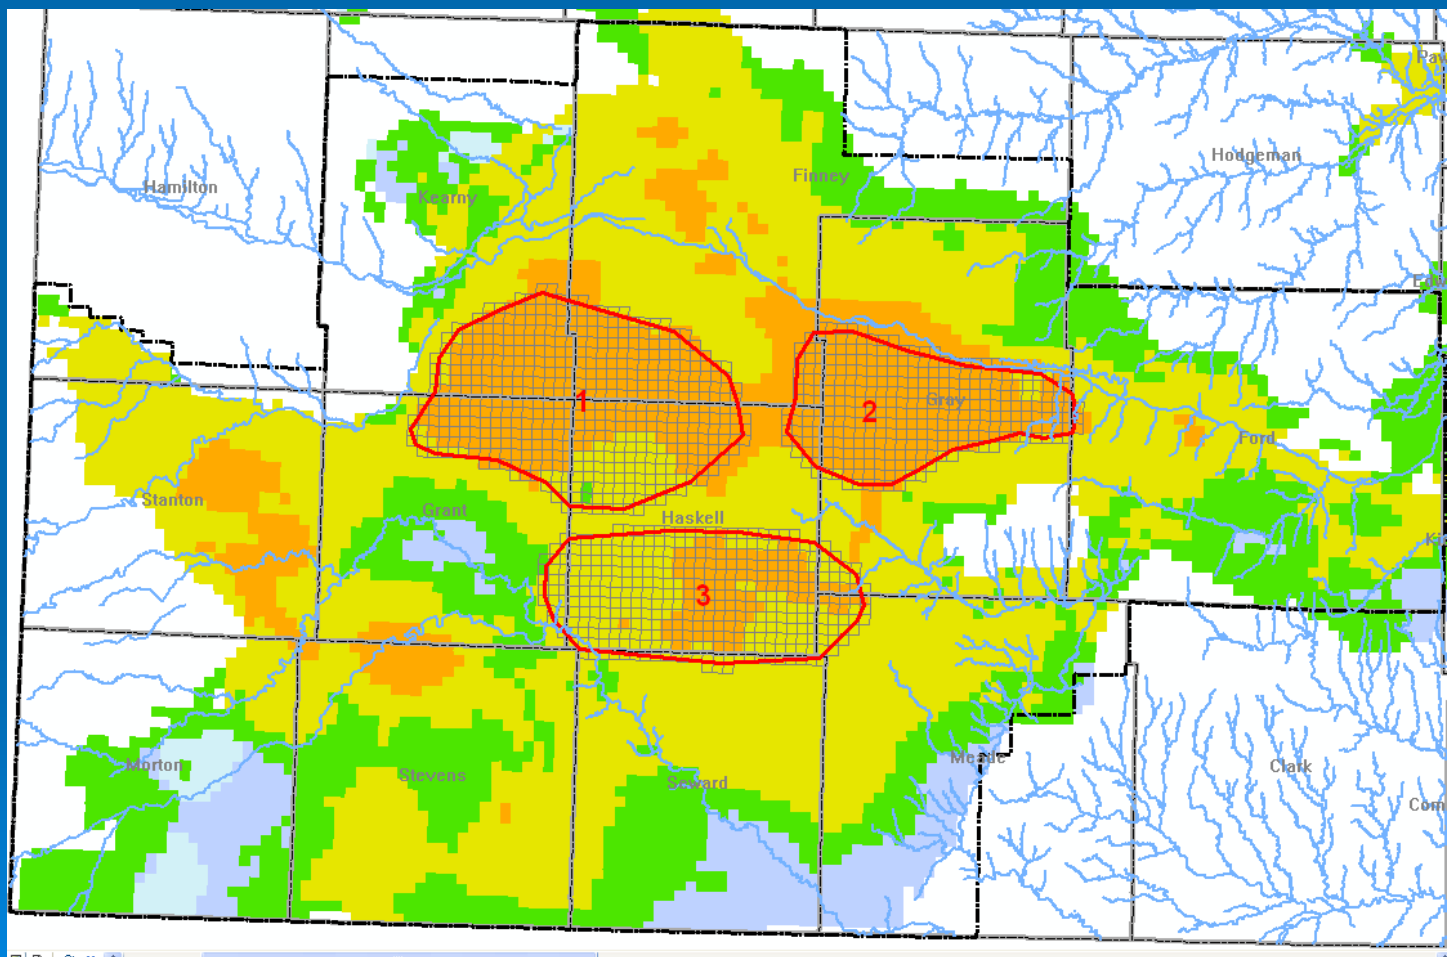 Hodgeman
Finney
Hamilton
Kearny
1
2
Gray
Ford
Stanton
Grant
Haskell
3
Meade
Morton
Clark
Stevens
Seward